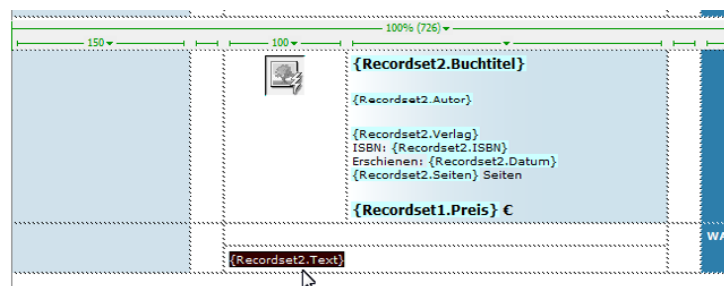 100% (726)
150
100
{Recordset2.Buchtitel}
{Recordset2.Autor}
{Recordset2.Verlag}
ISBN: {Recordset2.ISBN}
Erschienen: {Recordset2.Datum}
{Recordset2.Seiten} Seiten
{Recordset1.Preis} €
WA
{Recordset2.Text}